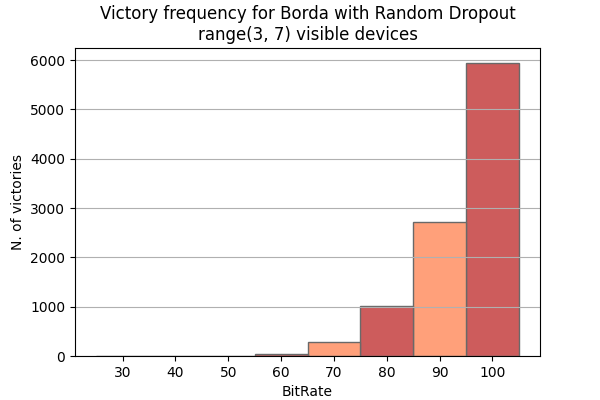 Victory frequency for Borda with Random Dropout
range(3, 7) visible devices
6000
5000
4000
3000
2000
1000
0
N. of victories
30 40 50 60 70 80 90 100
BitRate